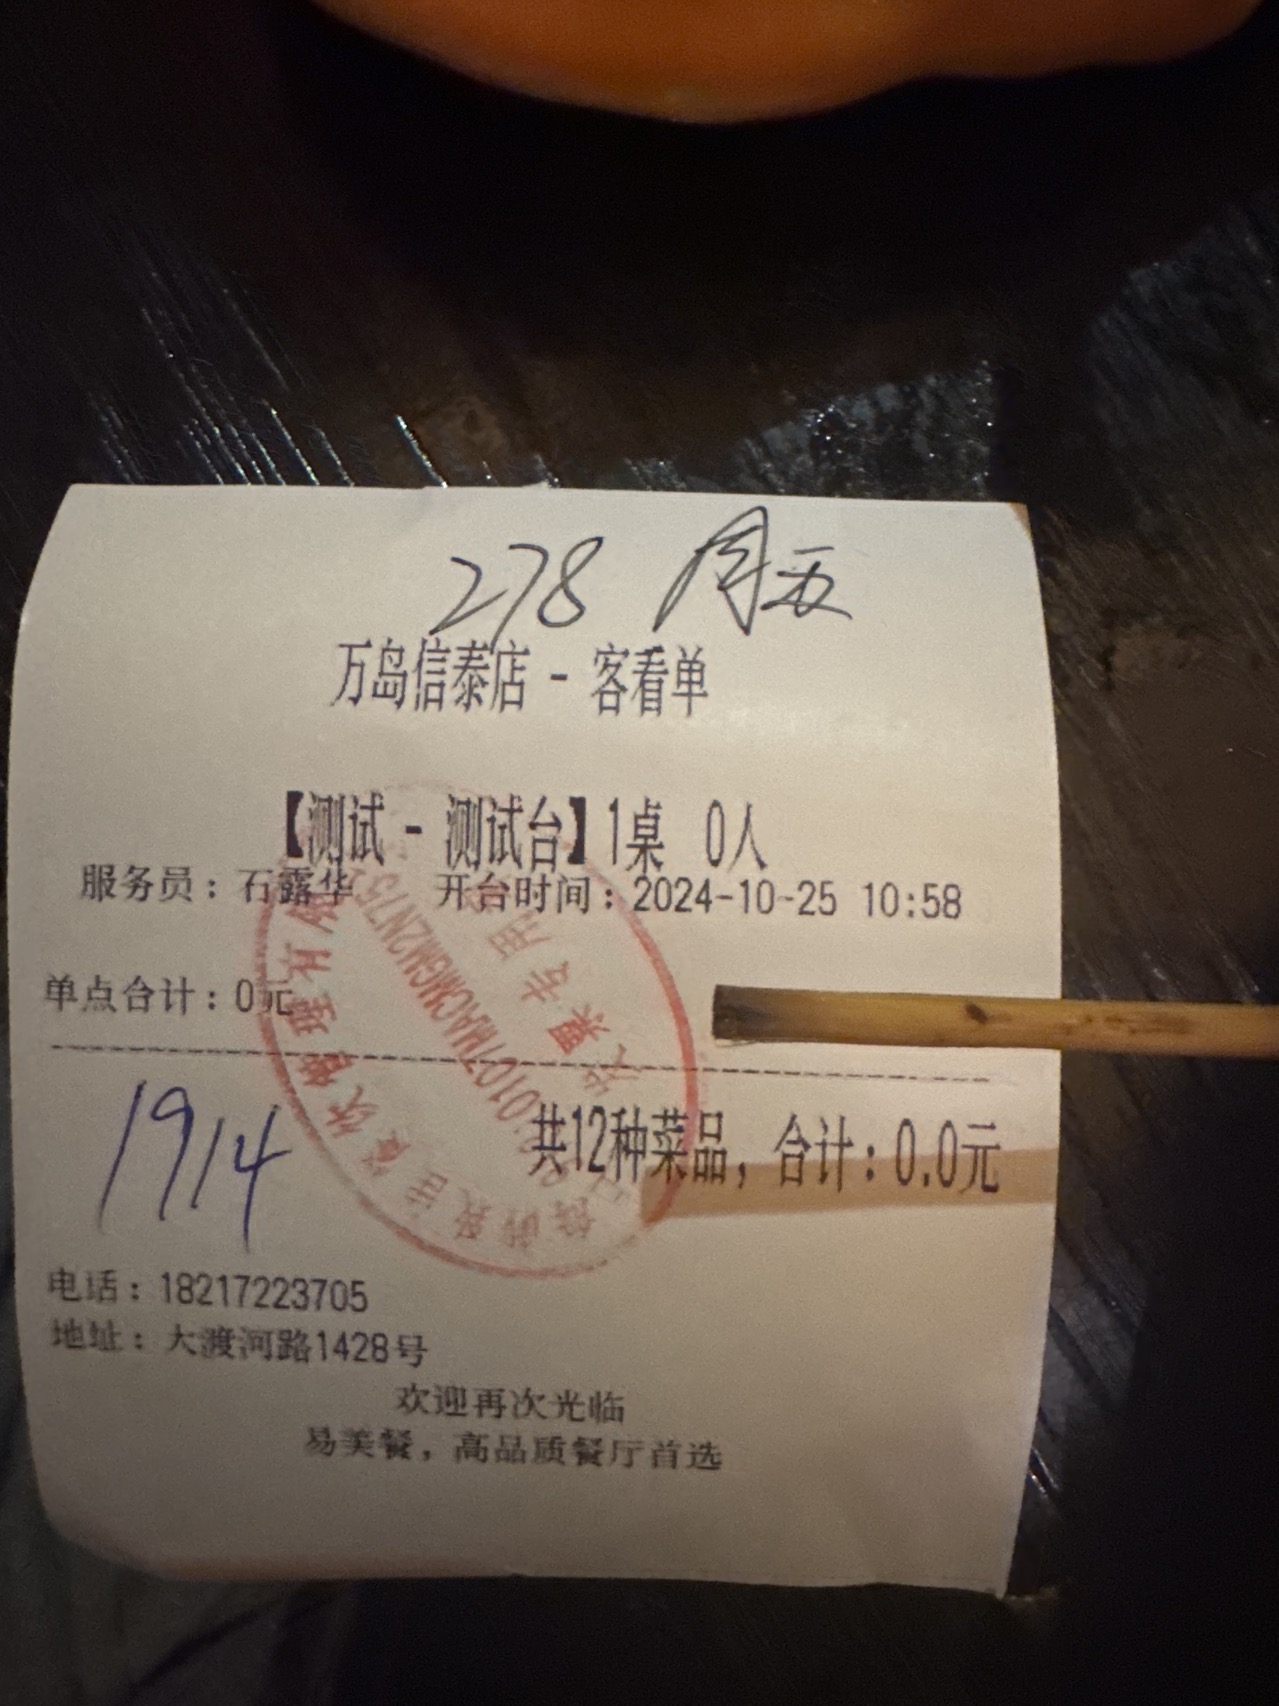 278 周五
万岛信泰店 - 客看单
【测试 - 测试台】1桌 0人
服务员：石露华 开台时间：2024-10-25 10:58
单点合计：0元
1914
共12种菜品，合计：0.0元
电话：18217223705
地址：大渡河路1428号
欢迎再次光临
易美餐，高品质餐厅首选